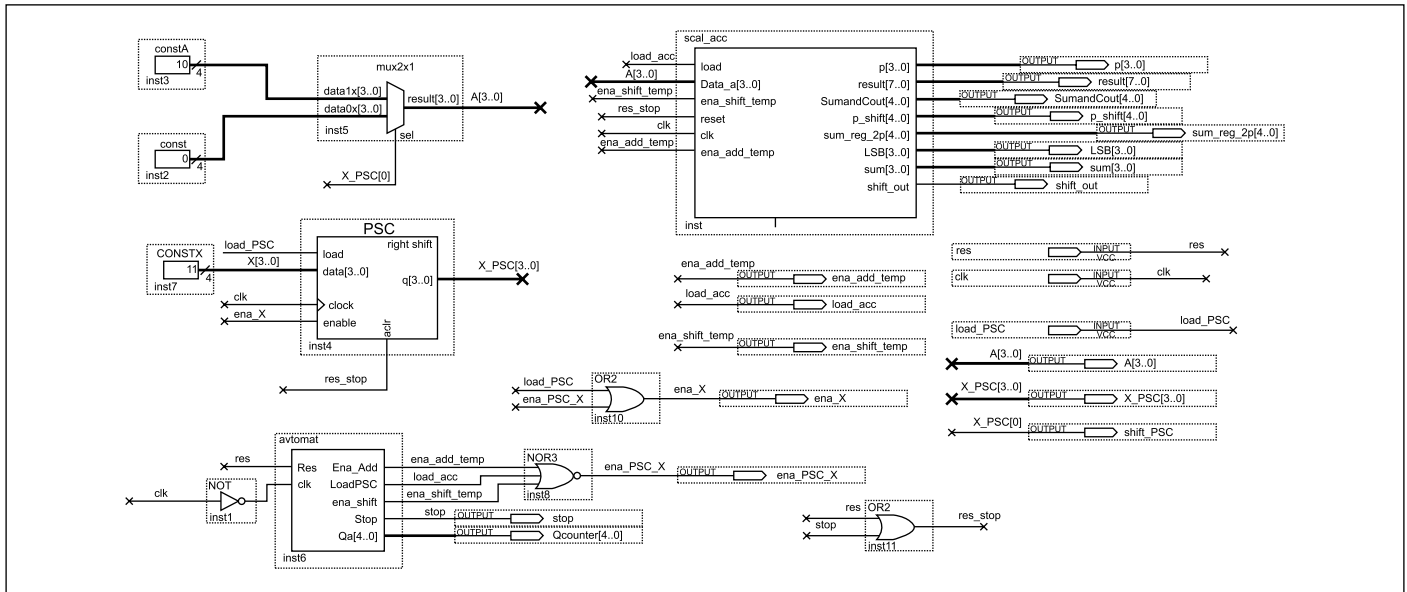 constA
10
4
inst3
const
0
4
inst2
mux2x1
data1x[3..0]
data0x[3..0]
result[3..0]
sel
inst5
A[3..0]
X_PSC[0]
scal_acc
load_acc
A[3..0]
ena_shift_temp
res_stop
clk
ena_add_temp
load
Data_a[3..0]
ena_shift_temp
reset
clk
ena_add_temp
p[3..0]
result[7..0]
SumandCout[4..0]
p_shift[4..0]
sum_reg_2p[4..0]
LSB[3..0]
sum[3..0]
shift_out
inst
OUTPUT p[3..0]
OUTPUT result[7..0]
OUTPUT SumandCout[4..0]
OUTPUT p_shift[4..0]
OUTPUT sum_reg_2p[4..0]
OUTPUT LSB[3..0]
OUTPUT sum[3..0]
OUTPUT shift_out
PSC
right shift
load_PSC
load
CONSTX
11
4
inst7
X[3..0]
data[3..0]
q[3..0]
X_PSC[3..0]
clk
clock
ena_X
enable
aclr
inst4
res_stop
ena_add_temp
OUTPUT ena_add_temp
load_acc
OUTPUT load_acc
ena_shift_temp
OUTPUT ena_shift_temp
res INPUT VCC res
clk INPUT VCC clk
load_PSC INPUT VCC load_PSC
A[3..0]
OUTPUT A[3..0]
X_PSC[3..0]
OUTPUT X_PSC[3..0]
X_PSC[0]
OUTPUT shift_PSC
load_PSC
ena_PSC_X
OR2
inst10
ena_X
OUTPUT ena_X
avtomat
res
Res
clk
NOT
inst1
clk
Ena_Add
LoadPSC
ena_shift
Stop
Qa[4..0]
inst6
ena_add_temp
load_acc
ena_shift_temp
stop
OUTPUT stop
OUTPUT Qcounter[4..0]
NOR3
inst8
ena_PSC_X
OUTPUT ena_PSC_X
res
stop
OR2
inst11
res_stop